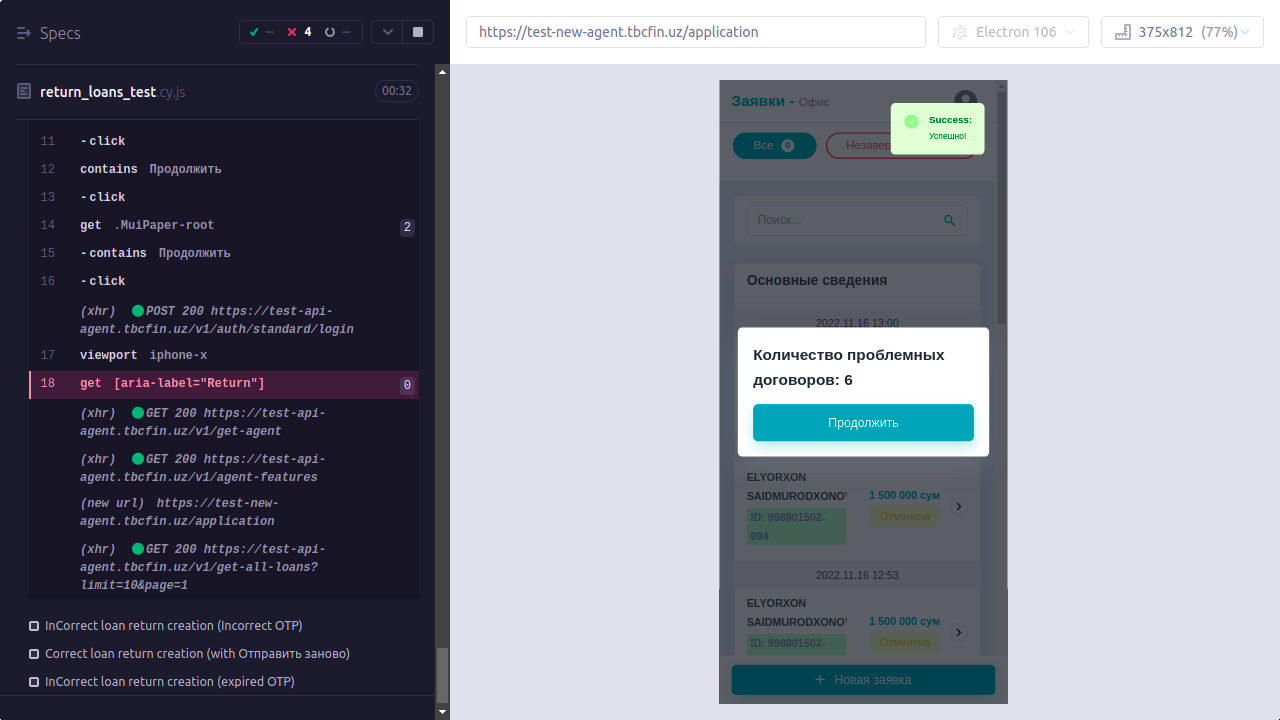 Specs
-- 4 --
return_loans_test.cy.js 00:32
11 -click
12 contains Продолжить
13 -click
14 get .MuiPaper-root 2
15 -contains Продолжить
16 -click
(xhr) POST 200 https://test-api-
agent.tbcfin.uz/v1/auth/standard/login
17 viewport iphone-x
18 get [aria-label="Return"] 0
(xhr) GET 200 https://test-api-
agent.tbcfin.uz/v1/get-agent
(xhr) GET 200 https://test-api-
agent.tbcfin.uz/v1/agent-features
(new url) https://test-new-
agent.tbcfin.uz/application
(xhr) GET 200 https://test-api-
agent.tbcfin.uz/v1/get-all-loans?
limit=10&page=1
InCorrect loan return creation (Incorrect OTP)
Correct loan return creation (with Отправить заново)
InCorrect loan return creation (expired OTP)
https://test-new-agent.tbcfin.uz/application
Electron 106
375x812 (77%)
Заявки - Офис
Success:
Успешно!
Все 0
Незавер
Поиск...
Основные сведения
2022.11.16 13:00
Количество проблемных
договоров: 6
Продолжить
ELYORXON
SAIDMURODXONOV
1 500 000 сум
ID: 998801502-
094
Отменена
2022.11.16 12:53
ELYORXON
SAIDMURODXONOV
1 500 000 сум
ID: 998801502-
Отменена
+ Новая заявка